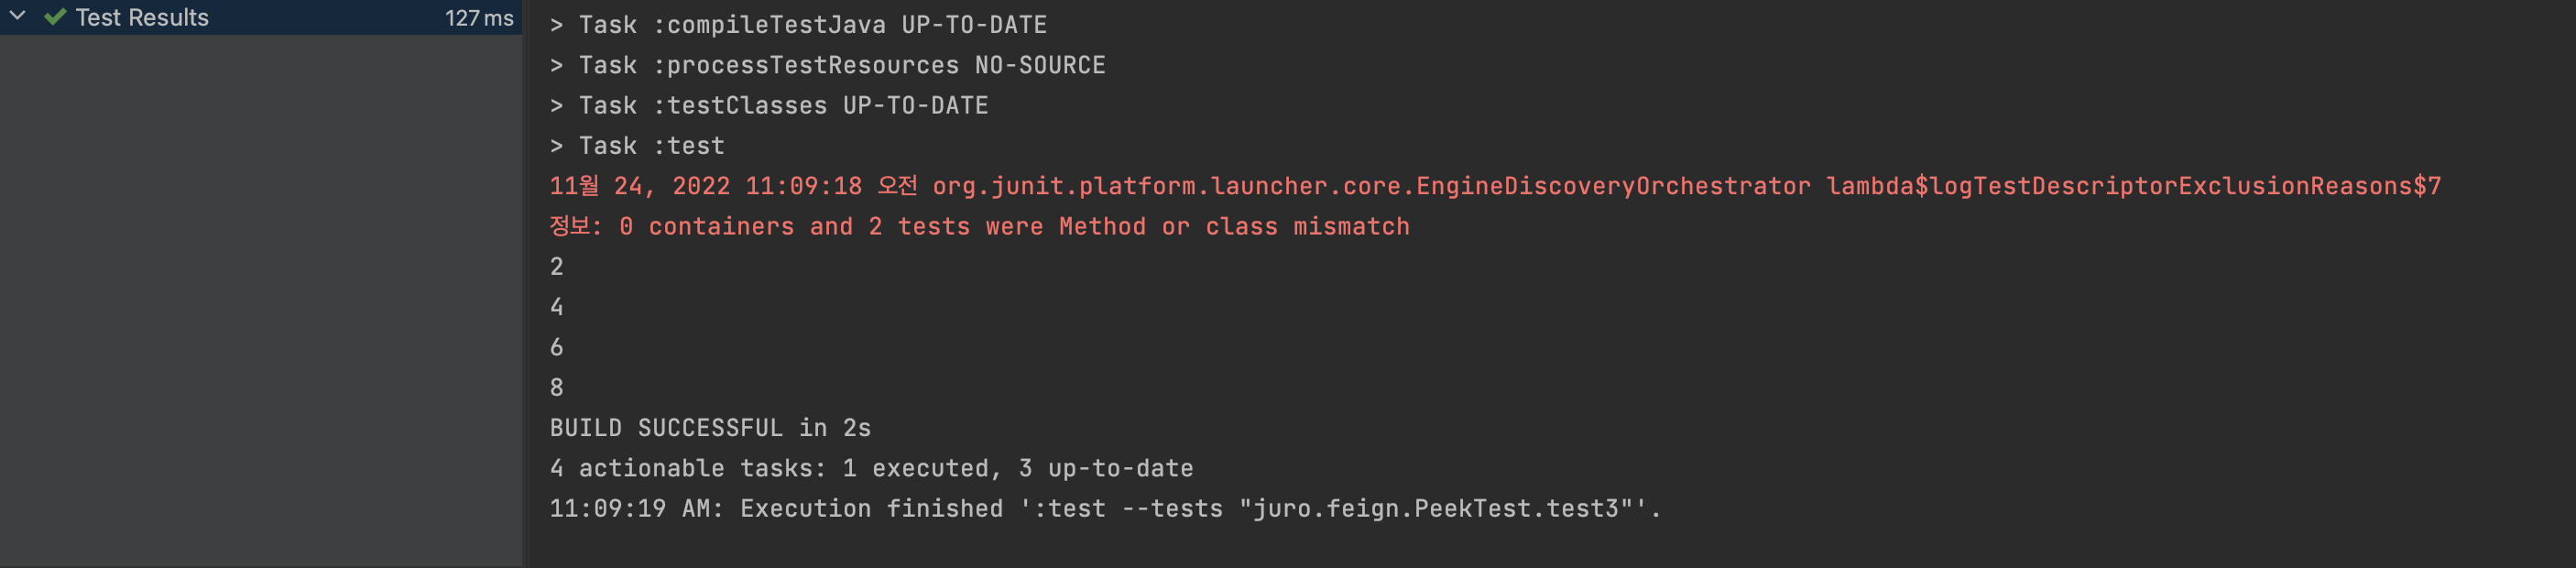 Test Results 127 ms
> Task :compileTestJava UP-TO-DATE
> Task :processTestResources NO-SOURCE
> Task :testClasses UP-TO-DATE
> Task :test
11월 24, 2022 11:09:18 오전 org.junit.platform.launcher.core.EngineDiscoveryOrchestrator lambda$logTestDescriptorExclusionReasons$7
정보: 0 containers and 2 tests were Method or class mismatch
2
4
6
8
BUILD SUCCESSFUL in 2s
4 actionable tasks: 1 executed, 3 up-to-date
11:09:19 AM: Execution finished ':test --tests "juro.feign.PeekTest.test3"'.